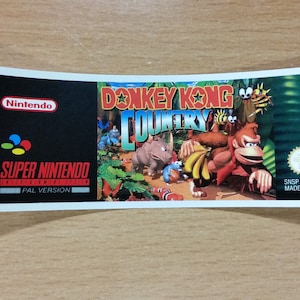 Nintendo
SUPER NINTENDO
PAL VERSION
DONKEY KONG
COUNTRY
SNSP
MADE